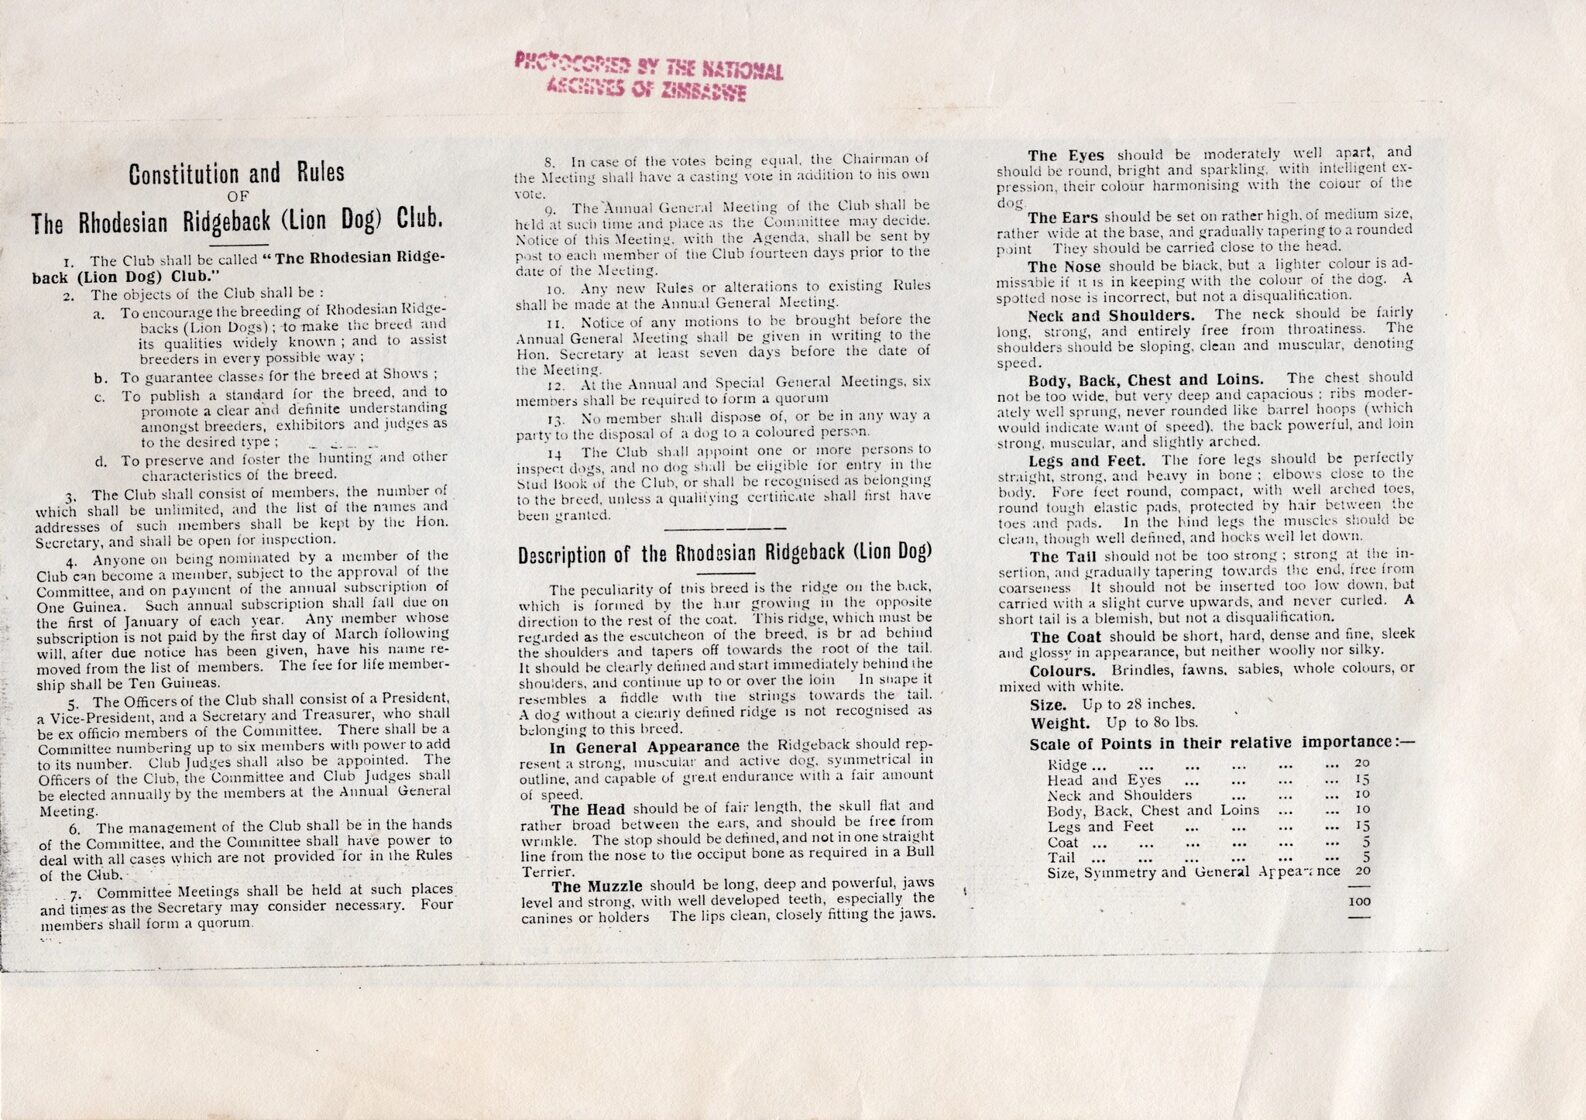 PHOTOCOPIED BY THE NATIONAL
ARCHIVES OF ZIMBABWE
Constitution and Rules
OF
The Rhodesian Ridgeback (Lion Dog) Club.
1. The Club shall be called "The Rhodesian Ridge-
back (Lion Dog) Club."
2. The objects of the Club shall be :
a. To encourage the breeding of Rhodesian Ridge-
backs (Lion Dogs) ; to make the breed and
its qualities widely known ; and to assist
breeders in every possible way ;
b. To guarantee classes for the breed at Shows ;
c. To publish a standard for the breed, and to
promote a clear and definite understanding
amongst breeders, exhibitors and judges as
to the desired type ;
d. To preserve and foster the hunting and other
characteristics of the breed.
3. The Club shall consist of members, the number of
which shall be unlimited, and the list of the names and
addresses of such members shall be kept by the Hon.
Secretary, and shall be open for inspection.
4. Anyone on being nominated by a member of the
Club can become a member, subject to the approval of the
Committee, and on payment of the annual subscription of
One Guinea. Such annual subscription shall fall due on
the first of January of each year. Any member whose
subscription is not paid by the first day of March following
will, after due notice has been given, have his name re-
moved from the list of members. The fee for life member-
ship shall be Ten Guineas.
5. The Officers of the Club shall consist of a President,
a Vice-President, and a Secretary and Treasurer, who shall
be ex officio members of the Committee. There shall be a
Committee numbering up to six members with power to add
to its number. Club Judges shall also be appointed. The
Officers of the Club, the Committee and Club Judges shall
be elected annually by the members at the Annual General
Meeting.
6. The management of the Club shall be in the hands
of the Committee, and the Committee shall have power to
deal with all cases which are not provided for in the Rules
of the Club.
7. Committee Meetings shall be held at such places
and times as the Secretary may consider necessary. Four
members shall form a quorum.
8. In case of the votes being equal, the Chairman of
the Meeting shall have a casting vote in addition to his own
vote.
9. The Annual General Meeting of the Club shall be
held at such time and place as the Committee may decide.
Notice of this Meeting, with the Agenda, shall be sent by
post to each member of the Club fourteen days prior to the
date of the Meeting.
10. Any new Rules or alterations to existing Rules
shall be made at the Annual General Meeting.
11. Notice of any motions to be brought before the
Annual General Meeting shall be given in writing to the
Hon. Secretary at least seven days before the date of
the Meeting.
12. At the Annual and Special General Meetings, six
members shall be required to form a quorum
13. No member shall dispose of, or be in any way a
party to the disposal of a dog to a coloured person.
14 The Club shall appoint one or more persons to
inspect dogs, and no dog shall be eligible for entry in the
Stud Book of the Club, or shall be recognised as belonging
to the breed, unless a qualifying certificate shall first have
been granted.
Description of the Rhodesian Ridgeback (Lion Dog)
The peculiarity of this breed is the ridge on the back,
which is formed by the hair growing in the opposite
direction to the rest of the coat. This ridge, which must be
regarded as the escutcheon of the breed, is br ad behind
the shoulders and tapers off towards the root of the tail.
It should be clearly defined and start immediately behind the
shoulders, and continue up to or over the loin In shape it
resembles a fiddle with the strings towards the tail.
A dog without a clearly defined ridge is not recognised as
belonging to this breed.
In General Appearance the Ridgeback should rep-
resent a strong, muscular and active dog, symmetrical in
outline, and capable of great endurance with a fair amount
of speed.
The Head should be of fair length, the skull flat and
rather broad between the ears, and should be free from
wrinkle. The stop should be defined, and not in one straight
line from the nose to the occiput bone as required in a Bull
Terrier.
The Muzzle should be long, deep and powerful, jaws
level and strong, with well developed teeth, especially the
canines or holders The lips clean, closely fitting the jaws.
The Eyes should be moderately well apart, and
should be round, bright and sparkling, with intelligent ex-
pression, their colour harmonising with the colour of the
dog.
The Ears should be set on rather high, of medium size,
rather wide at the base, and gradually tapering to a rounded
point They should be carried close to the head.
The Nose should be black, but a lighter colour is ad-
missable if it is in keeping with the colour of the dog. A
spotted nose is incorrect, but not a disqualification.
Neck and Shoulders. The neck should be fairly
long, strong, and entirely free from throatiness. The
shoulders should be sloping, clean and muscular, denoting
speed.
Body, Back, Chest and Loins. The chest should
not be too wide, but very deep and capacious ; ribs moder-
ately well sprung, never rounded like barrel hoops (which
would indicate want of speed), the back powerful, and loin
strong, muscular, and slightly arched.
Legs and Feet. The fore legs should be perfectly
straight, strong, and heavy in bone ; elbows close to the
body. Fore feet round, compact, with well arched toes,
round tough elastic pads, protected by hair between the
toes and pads. In the hind legs the muscles should be
clean, though well defined, and hocks well let down.
The Tail should not be too strong ; strong at the in-
sertion, and gradually tapering towards the end, free from
coarseness It should not be inserted too low down, but
carried with a slight curve upwards, and never curled. A
short tail is a blemish, but not a disqualification.
The Coat should be short, hard, dense and fine, sleek
and glossy in appearance, but neither woolly nor silky.
Colours. Brindles, fawns, sables, whole colours, or
mixed with white.
Size. Up to 28 inches.
Weight. Up to 80 lbs.
Scale of Points in their relative importance:—
Ridge ... ... ... ... ... ... 20
Head and Eyes ... ... ... ... 15
Neck and Shoulders ... ... ... 10
Body, Back, Chest and Loins ... ... 10
Legs and Feet ... ... ... ... 15
Coat ... ... ... ... ... ... 5
Tail ... ... ... ... ... ... 5
Size, Symmetry and General Appearance 20
100